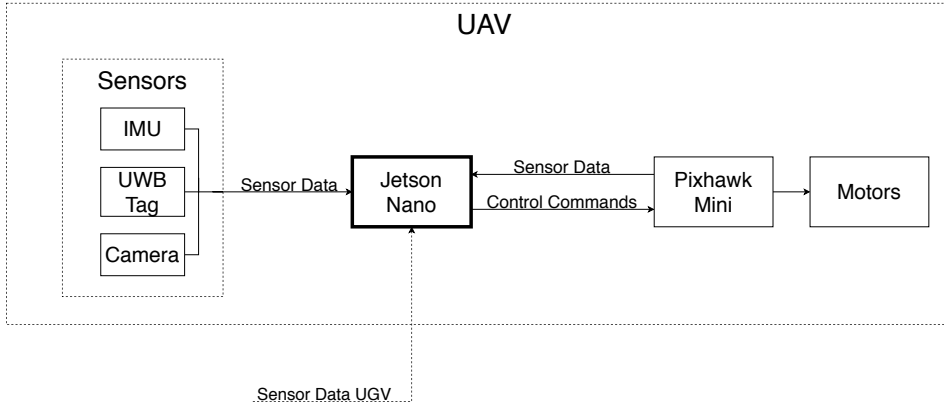 UAV
Sensors
IMU
UWB
Tag
Camera
Sensor Data
Jetson
Nano
Sensor Data
Control Commands
Pixhawk
Mini
Motors
Sensor Data UGV